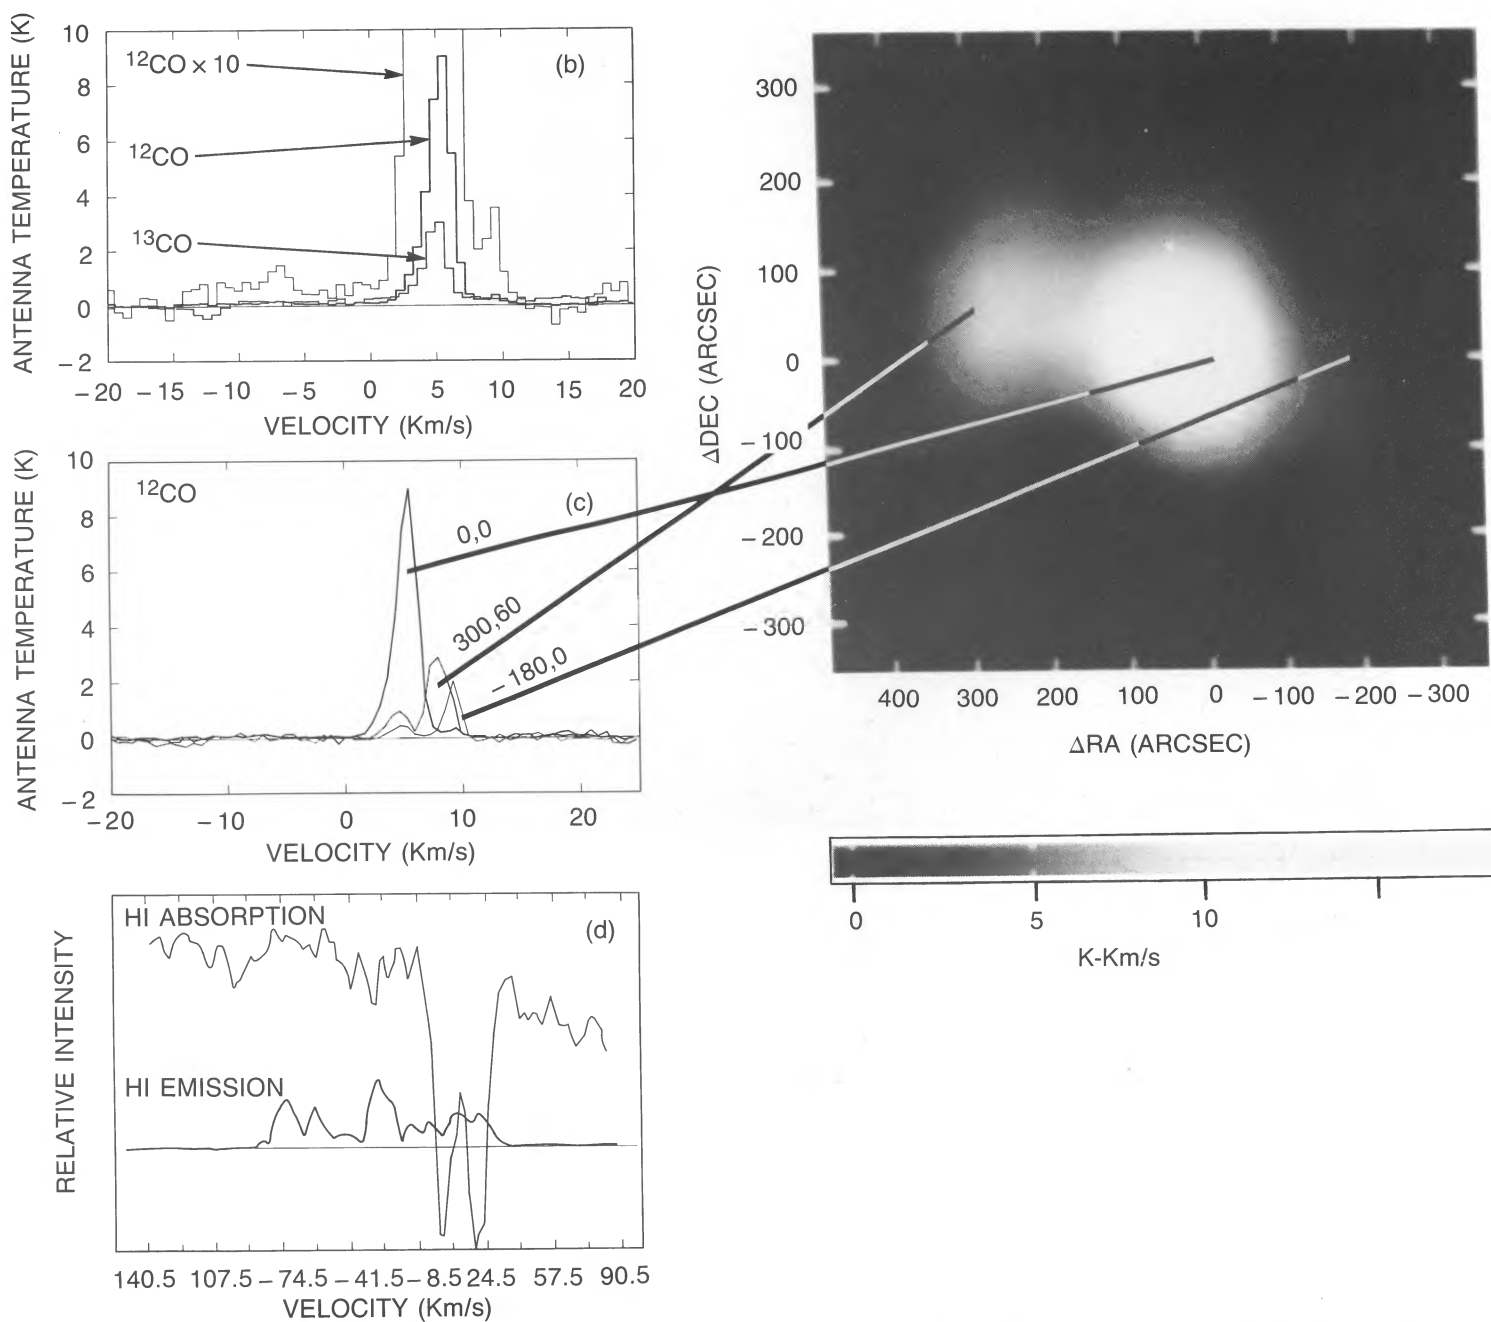 ANTENNA TEMPERATURE (K)
10
8
6
4
2
0
−2
¹²CO × 10
(b)
¹²CO
¹³CO
−20 −15 −10 −5 0 5 10 15 20
VELOCITY (Km/s)
ANTENNA TEMPERATURE (K)
10
8
6
4
2
0
−2
¹²CO
(c)
0,0
300,60
−180,0
−20 −10 0 10 20
VELOCITY (Km/s)
RELATIVE INTENSITY
HI ABSORPTION
(d)
HI EMISSION
140.5 107.5 −74.5 −41.5 −8.5 24.5 57.5 90.5
VELOCITY (Km/s)
ΔDEC (ARCSEC)
300
200
100
0
−100
−200
−300
400 300 200 100 0 −100 −200 −300
ΔRA (ARCSEC)
0 5 10
K-Km/s